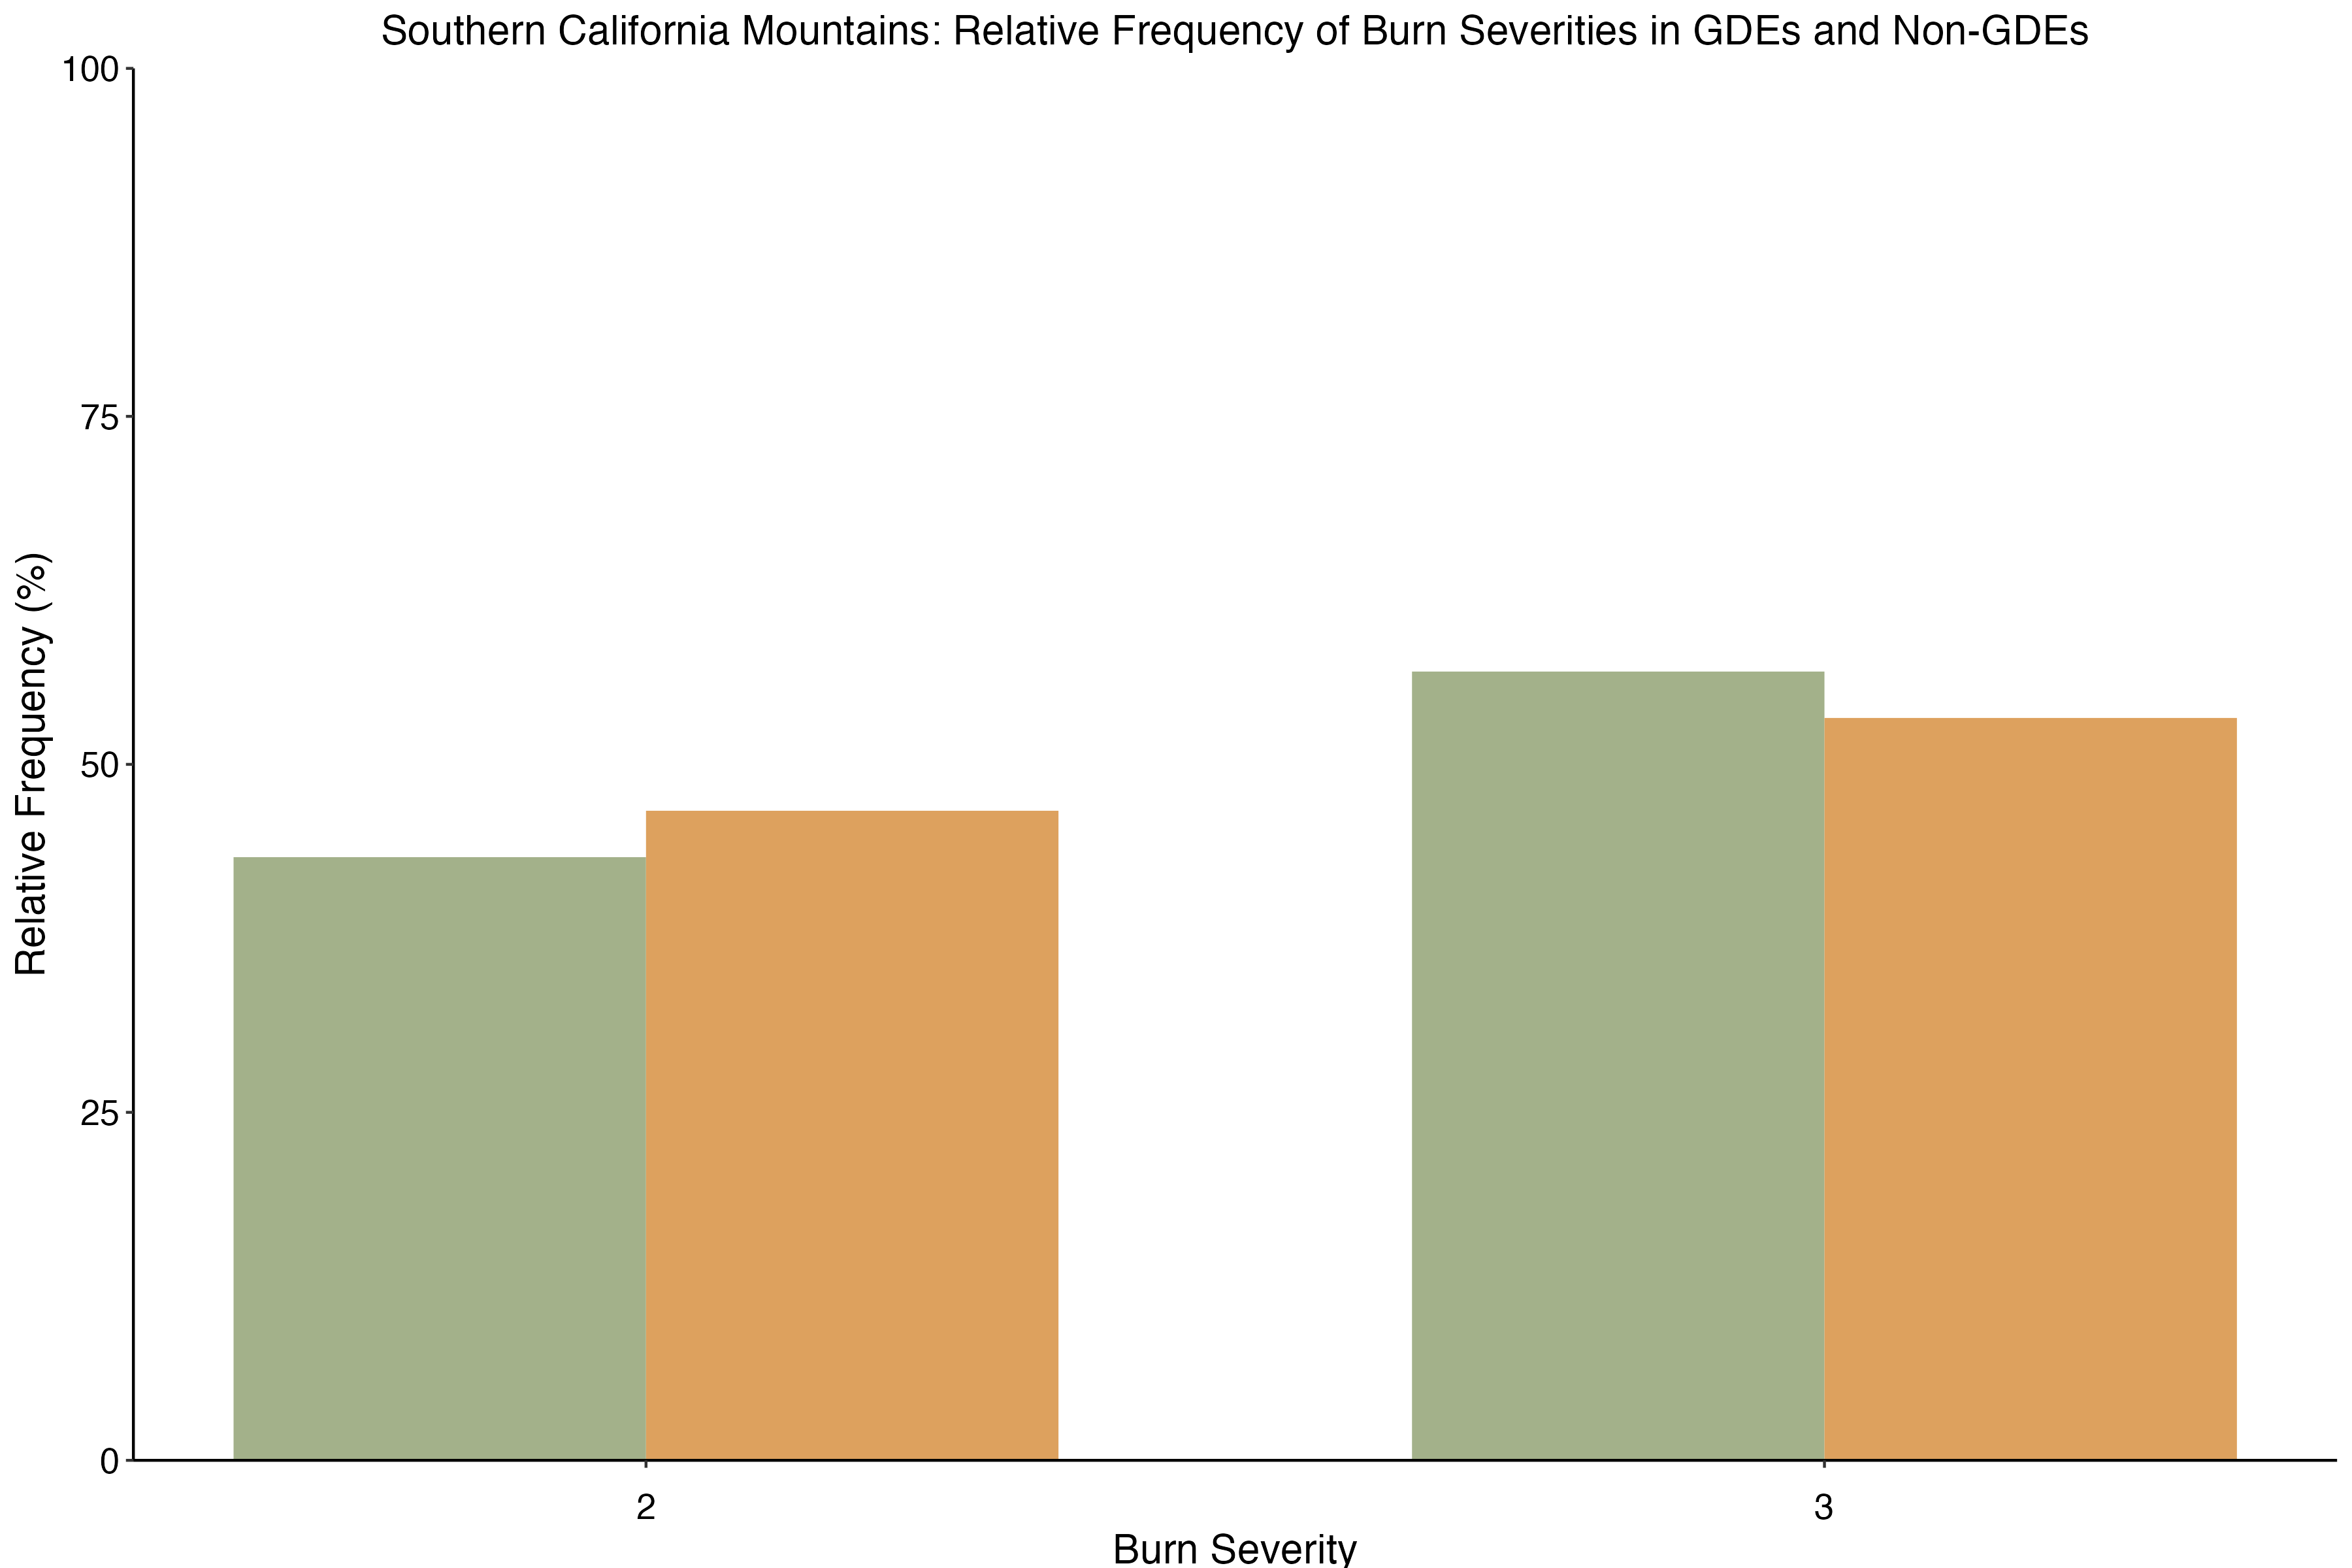 Southern California Mountains: Relative Frequency of Burn Severities in GDEs and Non-GDEs
100
75
50
25
0
Relative Frequency (%)
2
3
Burn Severity